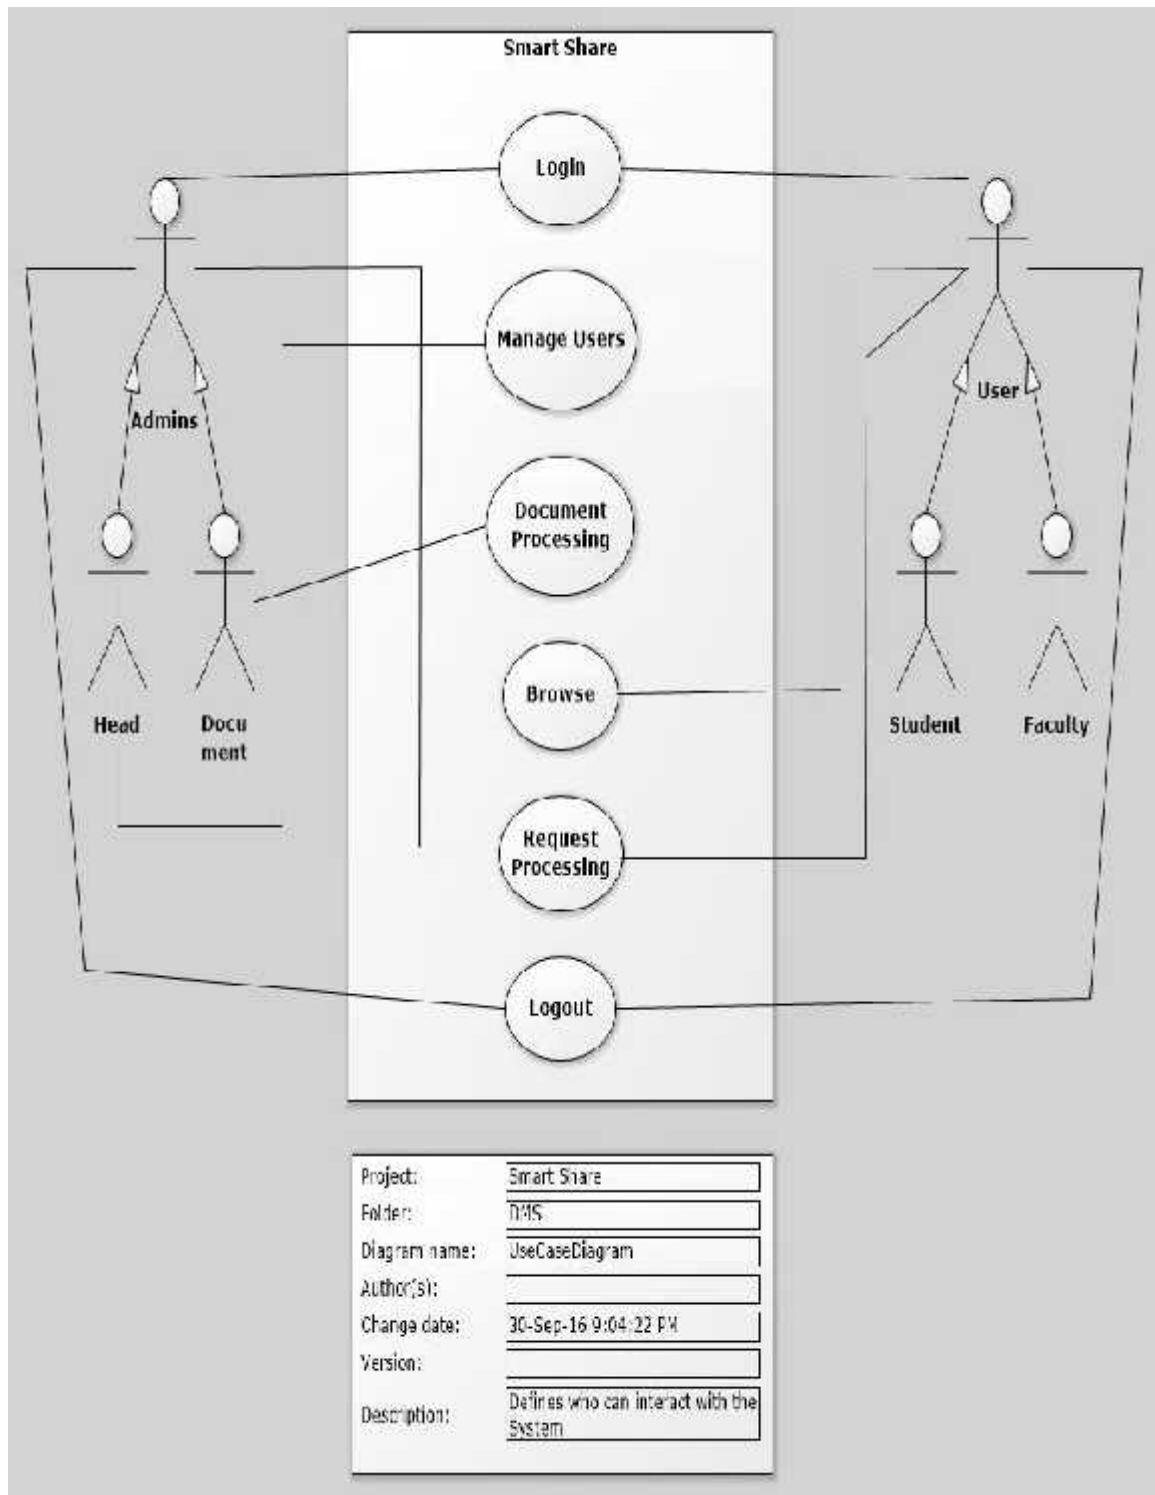 Smart Share
Login
Manage Users
Admins
User
Document
Processing
Browse
Head
Docu
ment
Student
Faculty
Request
Processing
Logout
Project: Smart Share
Folder: DMS
Diagram name: UseCaseDiagram
Author(s):
Change date: 30-Sep-16 9:04:22 PM
Version:
Description: Defines who can interact with the
System